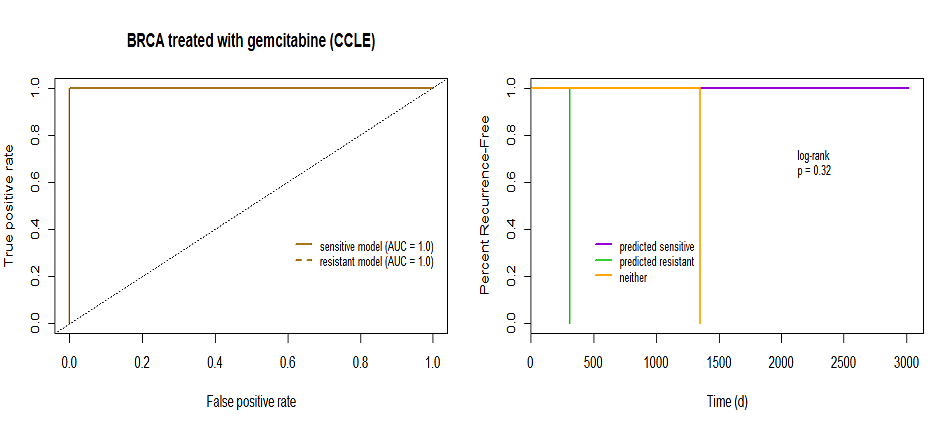 BRCA treated with gemcitabine (CCLE)
True positive rate
0.0 0.2 0.4 0.6 0.8 1.0
sensitive model (AUC = 1.0)
resistant model (AUC = 1.0)
0.0 0.2 0.4 0.6 0.8 1.0
False positive rate
Percent Recurrence-Free
0.0 0.2 0.4 0.6 0.8 1.0
log-rank
p = 0.32
predicted sensitive
predicted resistant
neither
0 500 1000 1500 2000 2500 3000
Time (d)